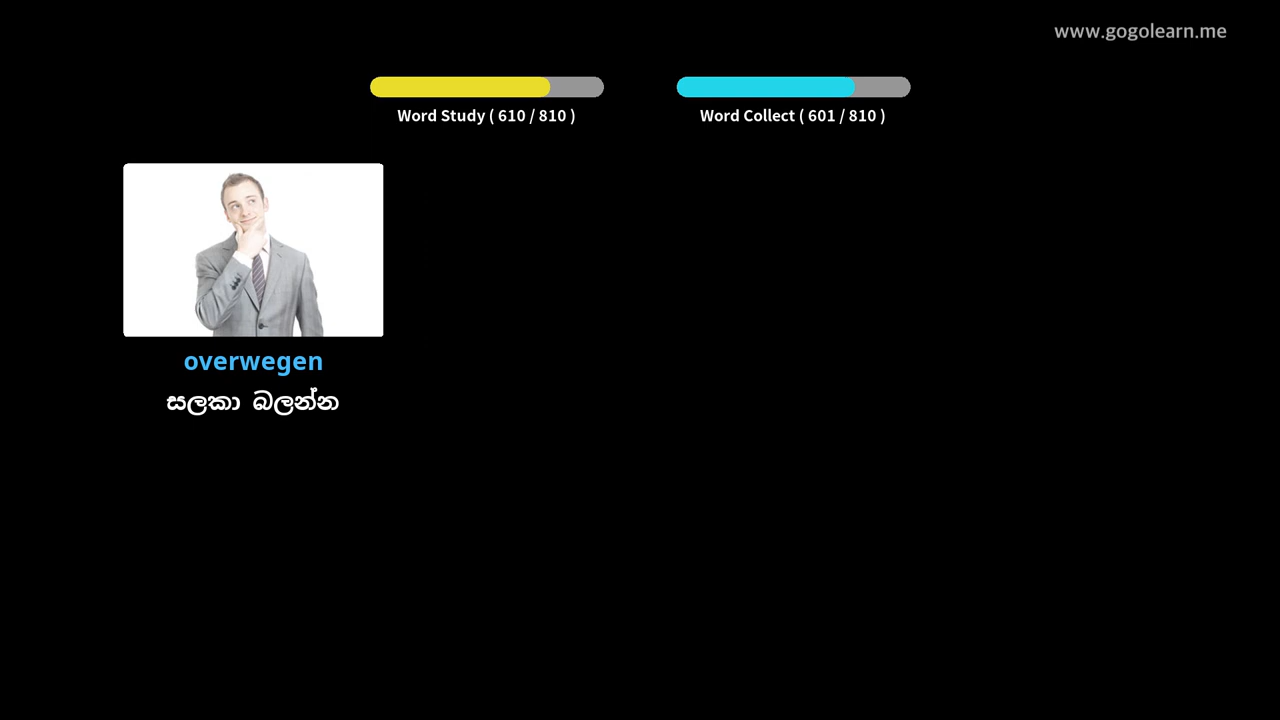 www.gogolearn.me
Word Study ( 610 / 810 )
Word Collect ( 601 / 810 )
overwegen
සලකා බලන්න